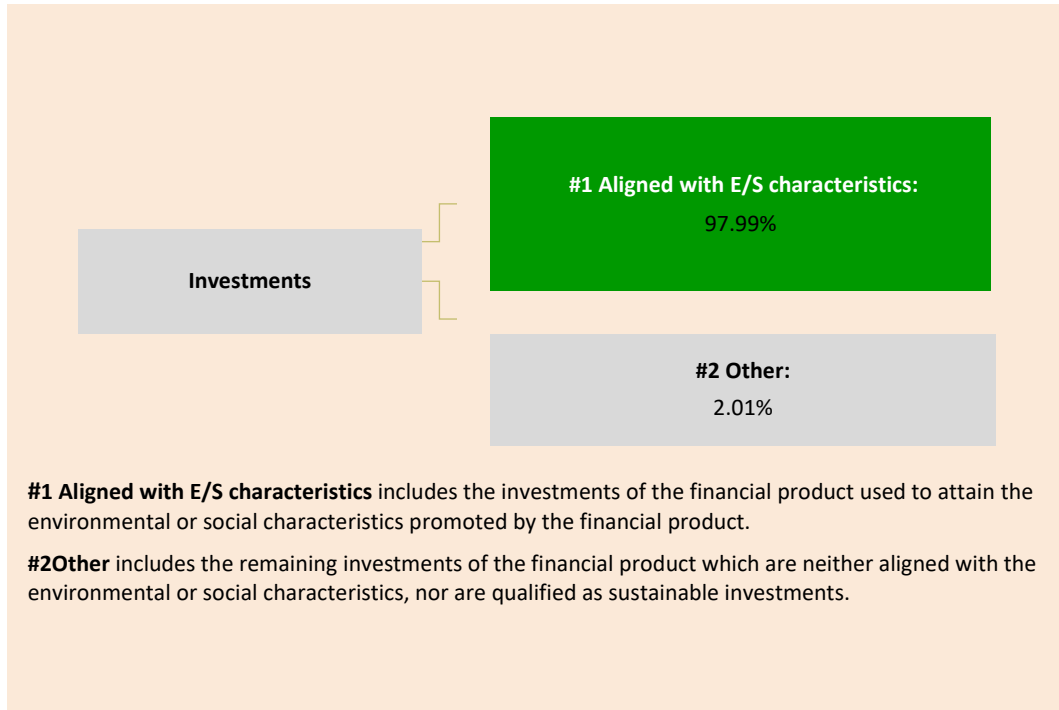 #1 Aligned with E/S characteristics:
97.99%
Investments
#2 Other:
2.01%
#1 Aligned with E/S characteristics includes the investments of the financial product used to attain the
environmental or social characteristics promoted by the financial product.
#2Other includes the remaining investments of the financial product which are neither aligned with the
environmental or social characteristics, nor are qualified as sustainable investments.